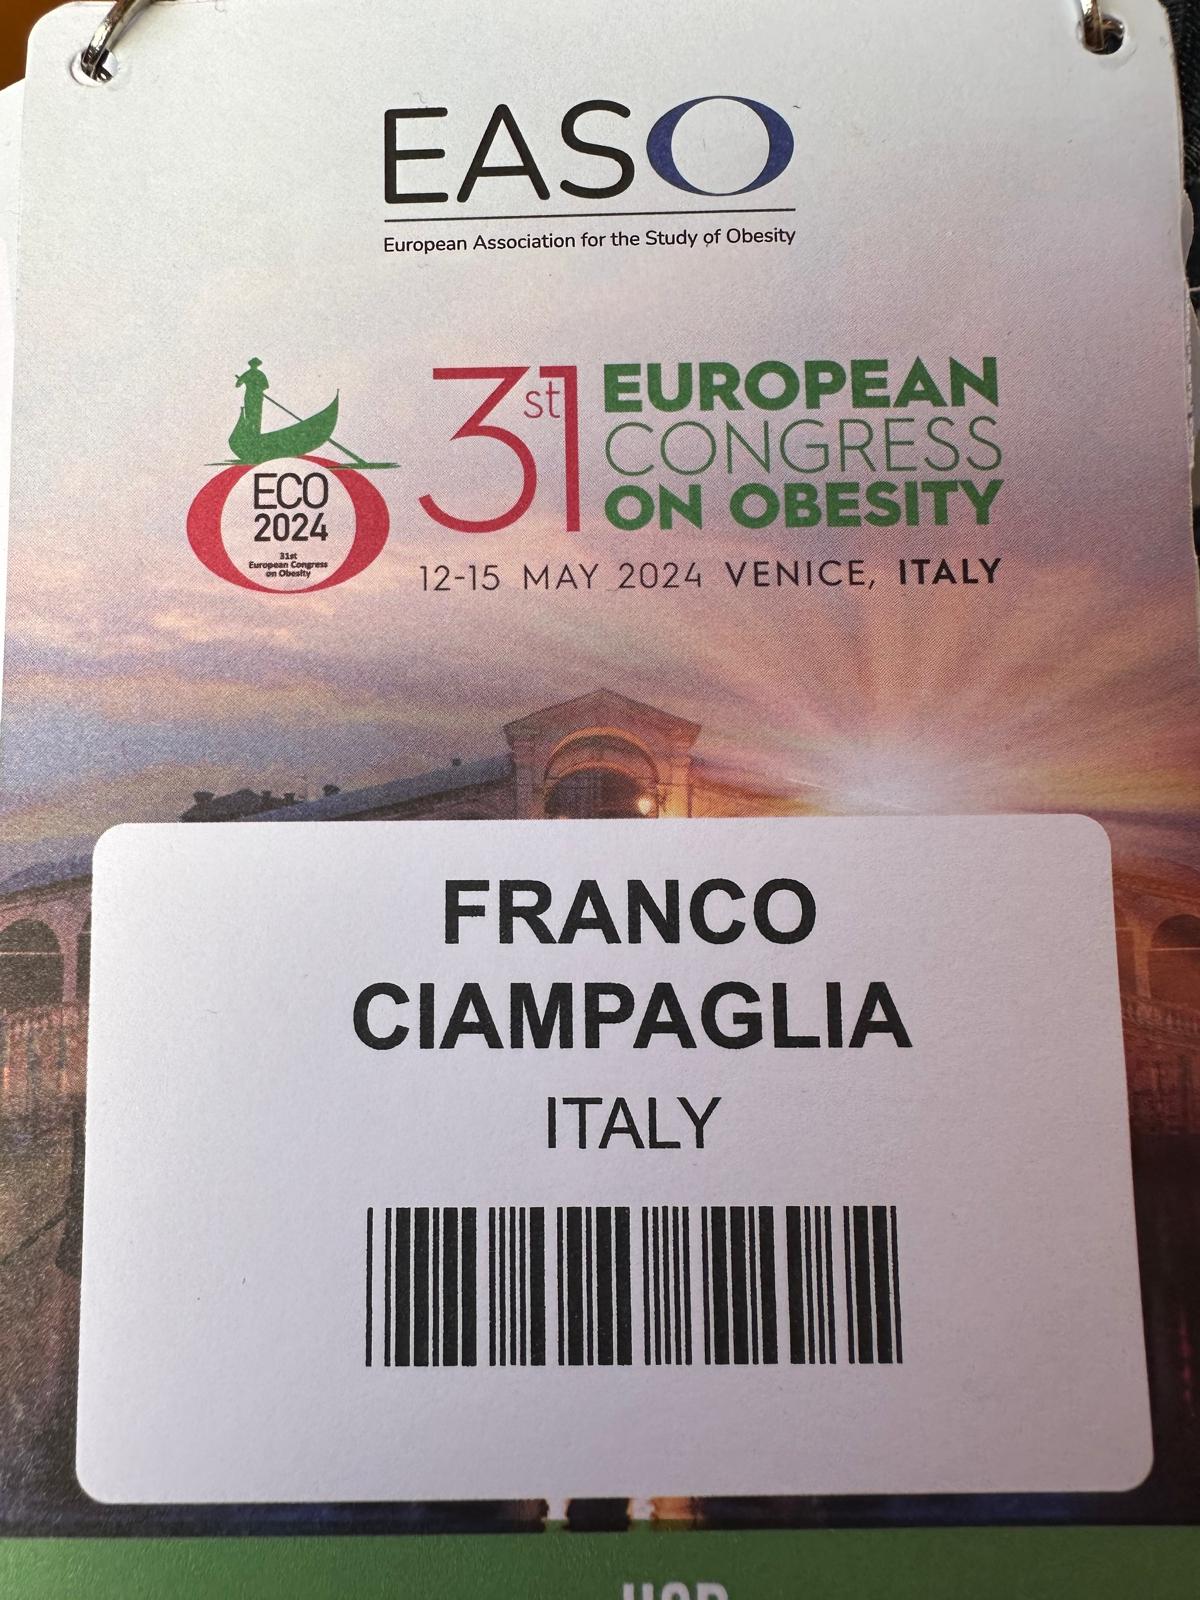 EASO
European Association for the Study of Obesity
ECO
2024
31st
European Congress
on Obesity
31st
EUROPEAN
CONGRESS
ON OBESITY
12-15 MAY 2024 VENICE, ITALY
FRANCO
CIAMPAGLIA
ITALY